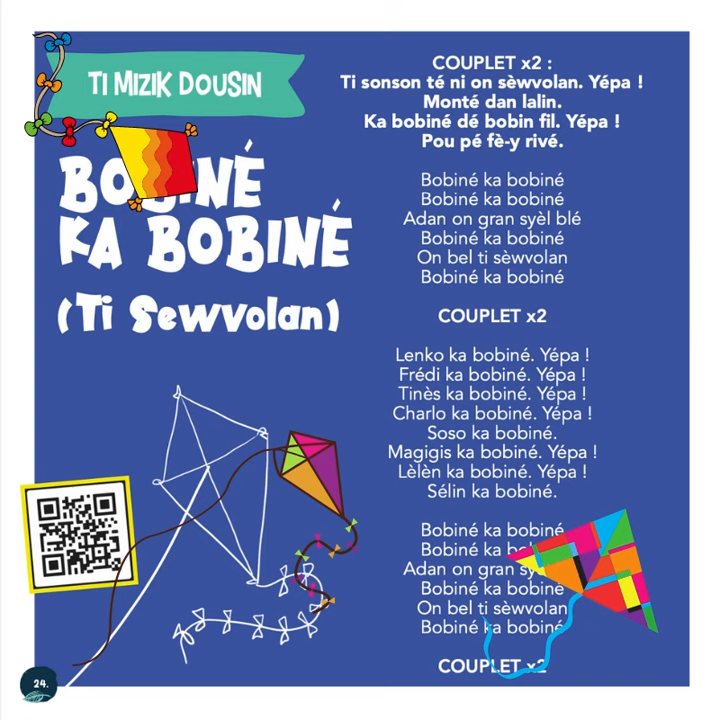 TI MIZIK DOUSIN
BOBINÉ
KA BOBINÉ
(Ti Sewvolan)
COUPLET x2 :
Ti sonson té ni on sèwvolan. Yépa !
Monté dan lalin.
Ka bobiné dé bobin fil. Yépa !
Pou pé fè-y rivé.
Bobiné ka bobiné
Bobiné ka bobiné
Adan on gran syèl blé
Bobiné ka bobiné
On bel ti sèwvolan
Bobiné ka bobiné
COUPLET x2
Lenko ka bobiné. Yépa !
Frédi ka bobiné. Yépa !
Tinès ka bobiné. Yépa !
Charlo ka bobiné. Yépa !
Soso ka bobiné.
Magigis ka bobiné. Yépa !
Lèlèn ka bobiné. Yépa !
Sélin ka bobiné.
Bobiné ka bobiné
Bobiné ka
Adan on gran
Bobiné ka bobiné
On bel ti sèwvolan
Bobiné ka bobiné
COUPLET x2
24.